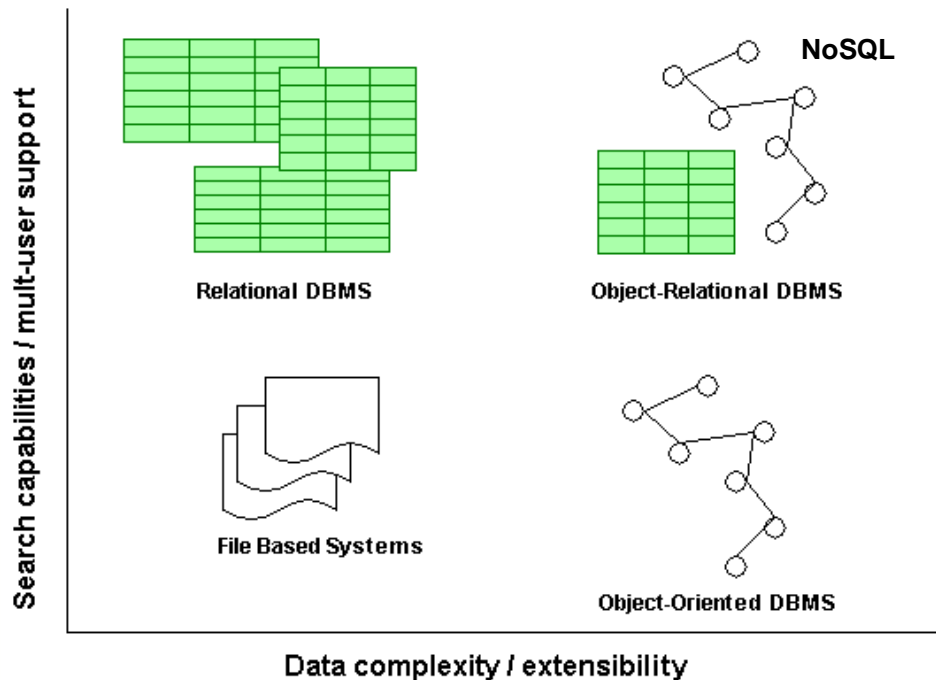 NoSQL
Search capabilities / mult-user support
Relational DBMS
Object-Relational DBMS
File Based Systems
Object-Oriented DBMS
Data complexity / extensibility